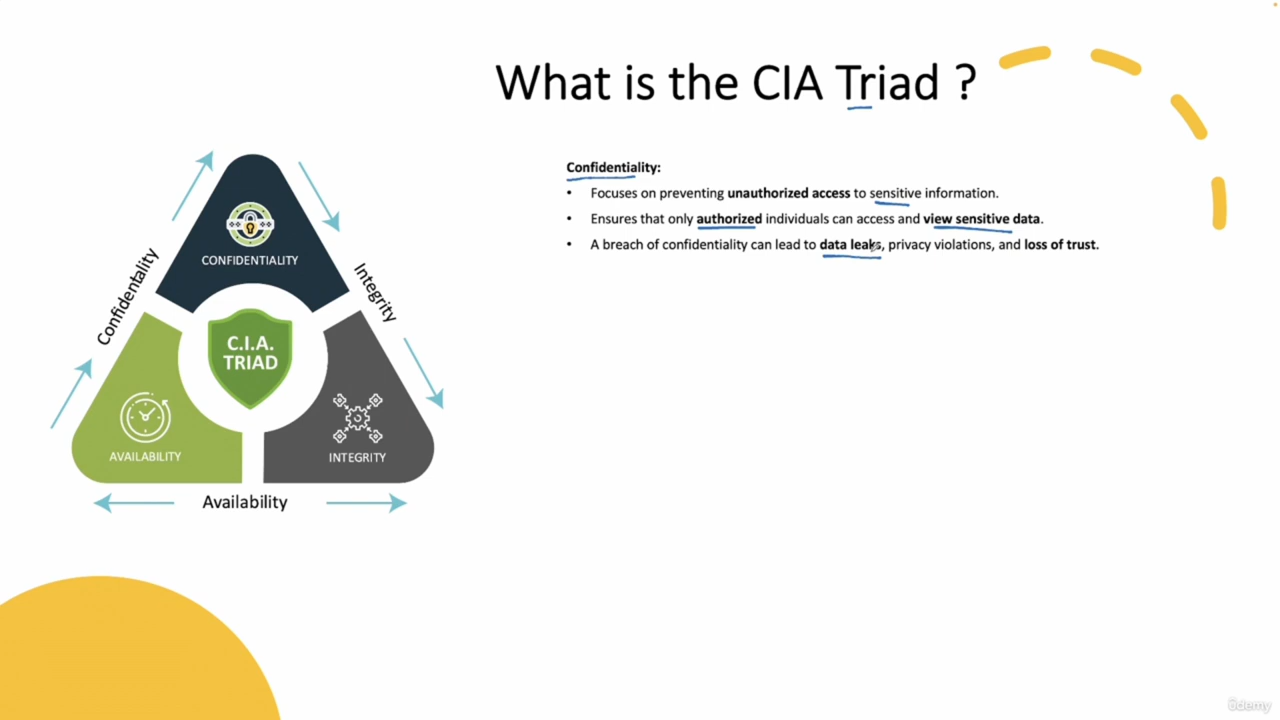 What is the CIA Triad ?
Confidentiality:
• Focuses on preventing unauthorized access to sensitive information.
• Ensures that only authorized individuals can access and view sensitive data.
• A breach of confidentiality can lead to data leaks, privacy violations, and loss of trust.
CONFIDENTIALITY
Confidentiality
Integrity
C.I.A.
TRIAD
AVAILABILITY
INTEGRITY
Availability
ûdemy